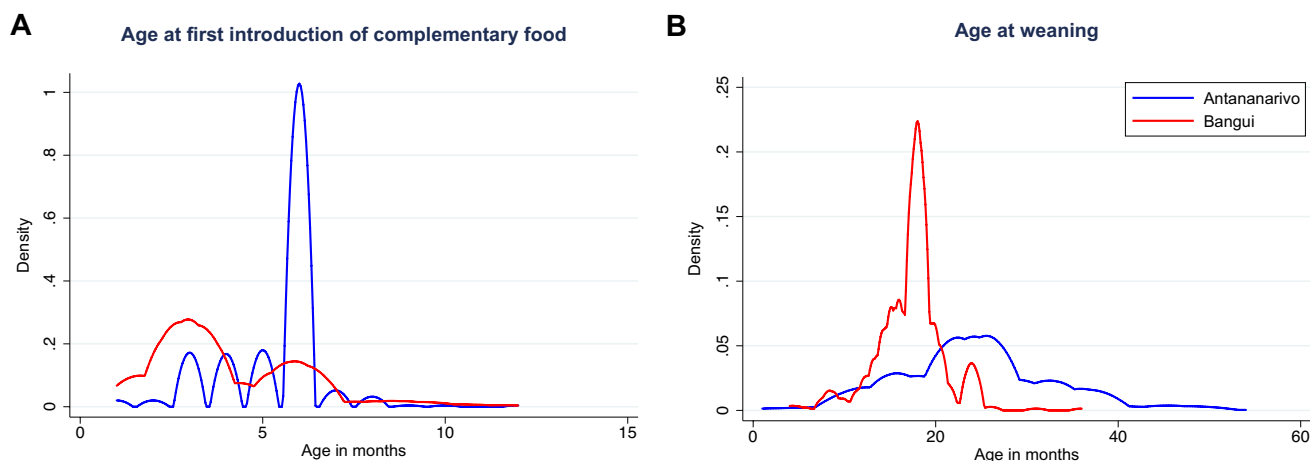 A
Age at first introduction of complementary food
Density
0
.2
.4
.6
.8
1
0
5
10
15
Age in months
B
Age at weaning
Antananarivo
Bangui
Density
0
.05
.1
.15
.2
.25
0
20
40
60
Age in months